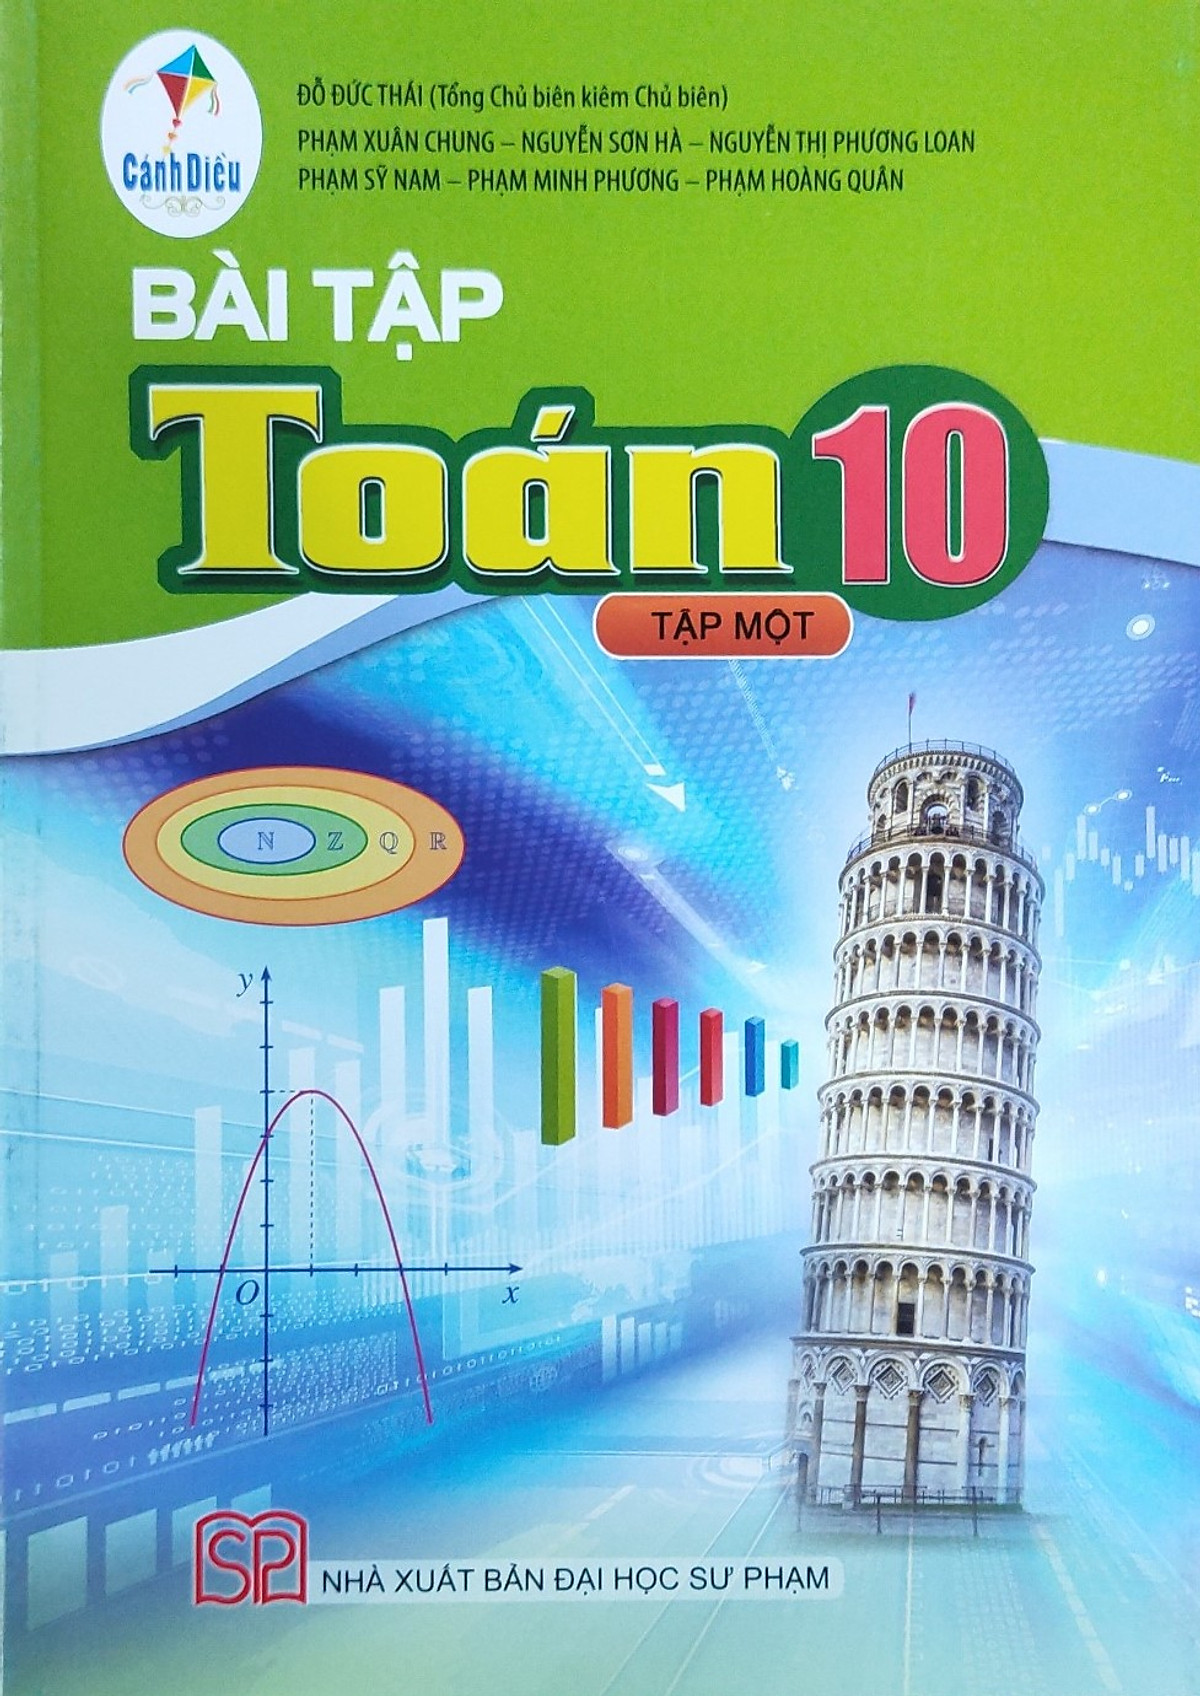 ĐỖ ĐỨC THÁI (Tổng Chủ biên kiêm Chủ biên)
PHẠM XUÂN CHUNG – NGUYỄN SƠN HÀ – NGUYỄN THỊ PHƯƠNG LOAN
PHẠM SỸ NAM – PHẠM MINH PHƯƠNG – PHẠM HOÀNG QUÂN
Cánh Diều
BÀI TẬP
Toán 10
TẬP MỘT
ℕ ℤ ℚ ℝ
y
O
x
SP
NHÀ XUẤT BẢN ĐẠI HỌC SƯ PHẠM